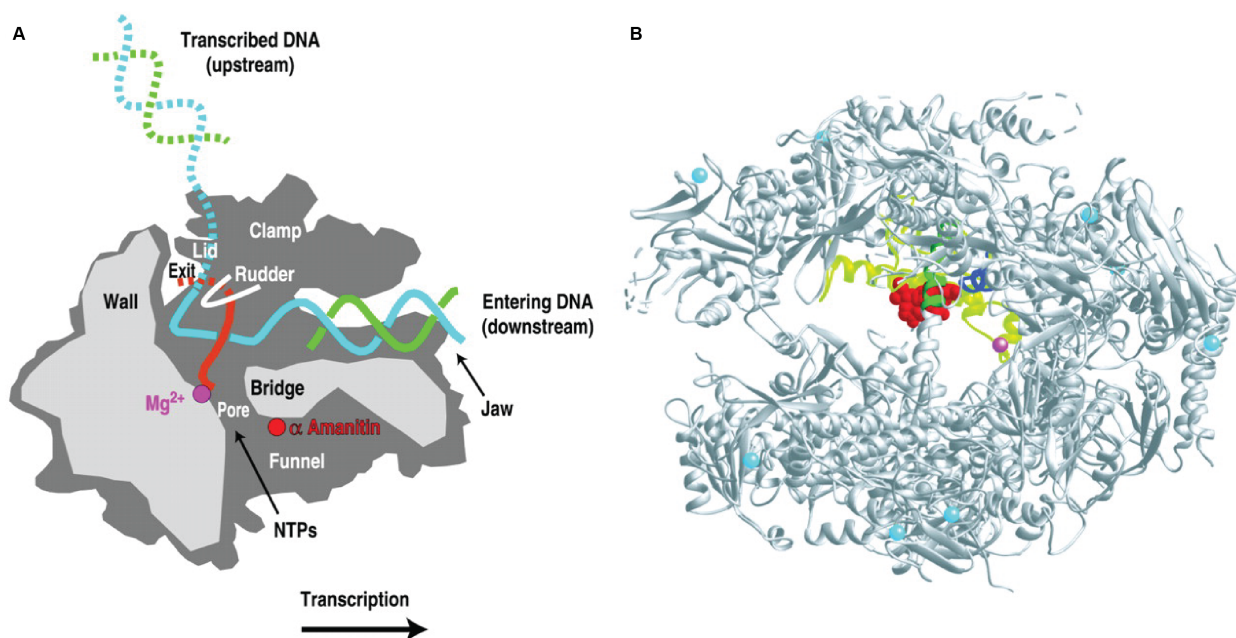 A
B
Transcribed DNA
(upstream)
Clamp
Lid
Exit
Rudder
Wall
Entering DNA
(downstream)
Bridge
Mg2+
Pore
Jaw
α Amanitin
Funnel
NTPs
Transcription